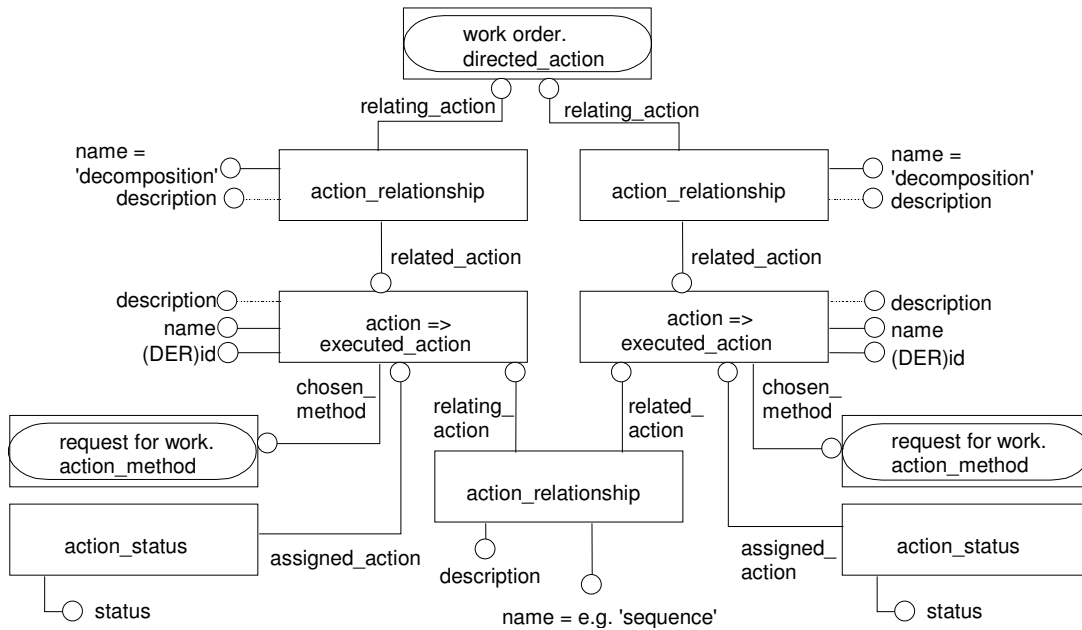 work order.
directed_action
relating_action
relating_action
name =
'decomposition'
description
action_relationship
action_relationship
name =
'decomposition'
description
related_action
related_action
description
name
(DER)id
action =>
executed_action
action =>
executed_action
description
name
(DER)id
chosen_
method
relating_
action
related_
action
chosen_
method
request for work.
action_method
request for work.
action_method
action_relationship
action_status
assigned_action
assigned_
action
action_status
description
status
name = e.g. 'sequence'
status